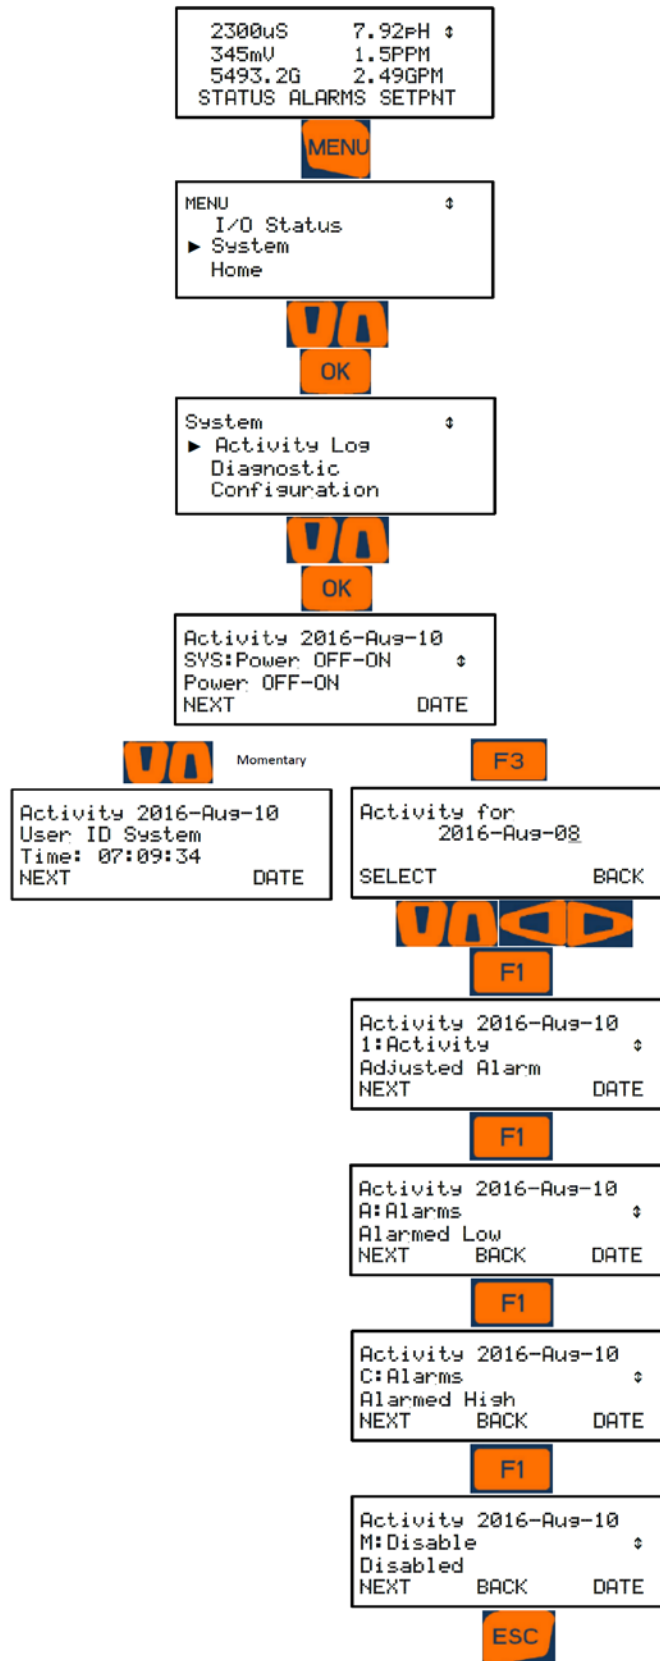 2300uS 7.92pH ⇕
345mV 1.5PPM
5493.2G 2.49GPM
STATUS ALARMS SETPNT
MENU
MENU ⇕
I/O Status
► System
Home
OK
System ⇕
► Activity Log
Diagnostic
Configuration
OK
Activity 2016-Aug-10
SYS:Power OFF-ON ⇕
Power OFF-ON
NEXT DATE
Momentary
Activity 2016-Aug-10
User ID System
Time: 07:09:34
NEXT DATE
F3
Activity for
2016-Aug-08
SELECT BACK
F1
Activity 2016-Aug-10
1:Activity ⇕
Adjusted Alarm
NEXT DATE
F1
Activity 2016-Aug-10
A:Alarms ⇕
Alarmed Low
NEXT BACK DATE
F1
Activity 2016-Aug-10
C:Alarms ⇕
Alarmed High
NEXT BACK DATE
F1
Activity 2016-Aug-10
M:Disable ⇕
Disabled
NEXT BACK DATE
ESC